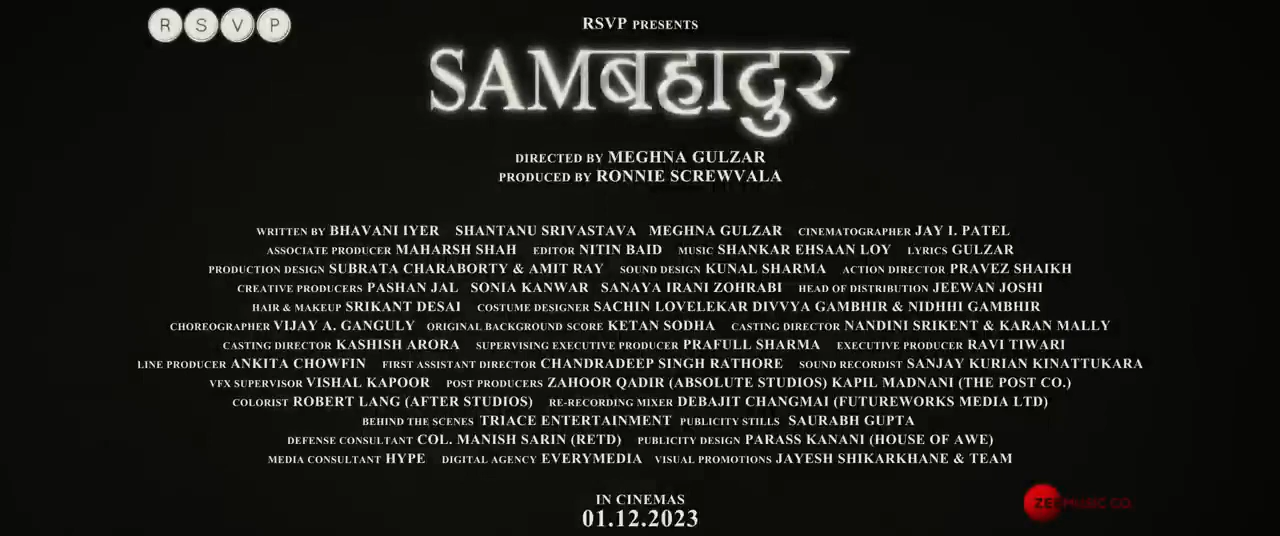 R S V P
RSVP PRESENTS
SAMबहादुर
DIRECTED BY MEGHNA GULZAR
PRODUCED BY RONNIE SCREWVALA
WRITTEN BY BHAVANI IYER SHANTANU SRIVASTAVA MEGHNA GULZAR CINEMATOGRAPHER JAY I. PATEL
ASSOCIATE PRODUCER MAHARSH SHAH EDITOR NITIN BAID MUSIC SHANKAR EHSAAN LOY LYRICS GULZAR
PRODUCTION DESIGN SUBRATA CHARABORTY & AMIT RAY SOUND DESIGN KUNAL SHARMA ACTION DIRECTOR PRAVEZ SHAIKH
CREATIVE PRODUCERS PASHAN JAL SONIA KANWAR SANAYA IRANI ZOHRABI HEAD OF DISTRIBUTION JEEWAN JOSHI
HAIR & MAKEUP SRIKANT DESAI COSTUME DESIGNER SACHIN LOVELEKAR DIVVYA GAMBHIR & NIDHHI GAMBHIR
CHOREOGRAPHER VIJAY A. GANGULY ORIGINAL BACKGROUND SCORE KETAN SODHA CASTING DIRECTOR NANDINI SRIKENT & KARAN MALLY
CASTING DIRECTOR KASHISH ARORA SUPERVISING EXECUTIVE PRODUCER PRAFULL SHARMA EXECUTIVE PRODUCER RAVI TIWARI
LINE PRODUCER ANKITA CHOWFIN FIRST ASSISTANT DIRECTOR CHANDRADEEP SINGH RATHORE SOUND RECORDIST SANJAY KURIAN KINATTUKARA
VFX SUPERVISOR VISHAL KAPOOR POST PRODUCERS ZAHOOR QADIR (ABSOLUTE STUDIOS) KAPIL MADNANI (THE POST CO.)
COLORIST ROBERT LANG (AFTER STUDIOS) RE-RECORDING MIXER DEBAJIT CHANGMAI (FUTUREWORKS MEDIA LTD)
BEHIND THE SCENES TRIACE ENTERTAINMENT PUBLICITY STILLS SAURABH GUPTA
DEFENSE CONSULTANT COL. MANISH SARIN (RETD) PUBLICITY DESIGN PARASS KANANI (HOUSE OF AWE)
MEDIA CONSULTANT HYPE DIGITAL AGENCY EVERYMEDIA VISUAL PROMOTIONS JAYESH SHIKARKHANE & TEAM
IN CINEMAS
01.12.2023
ZEE MUSIC CO.